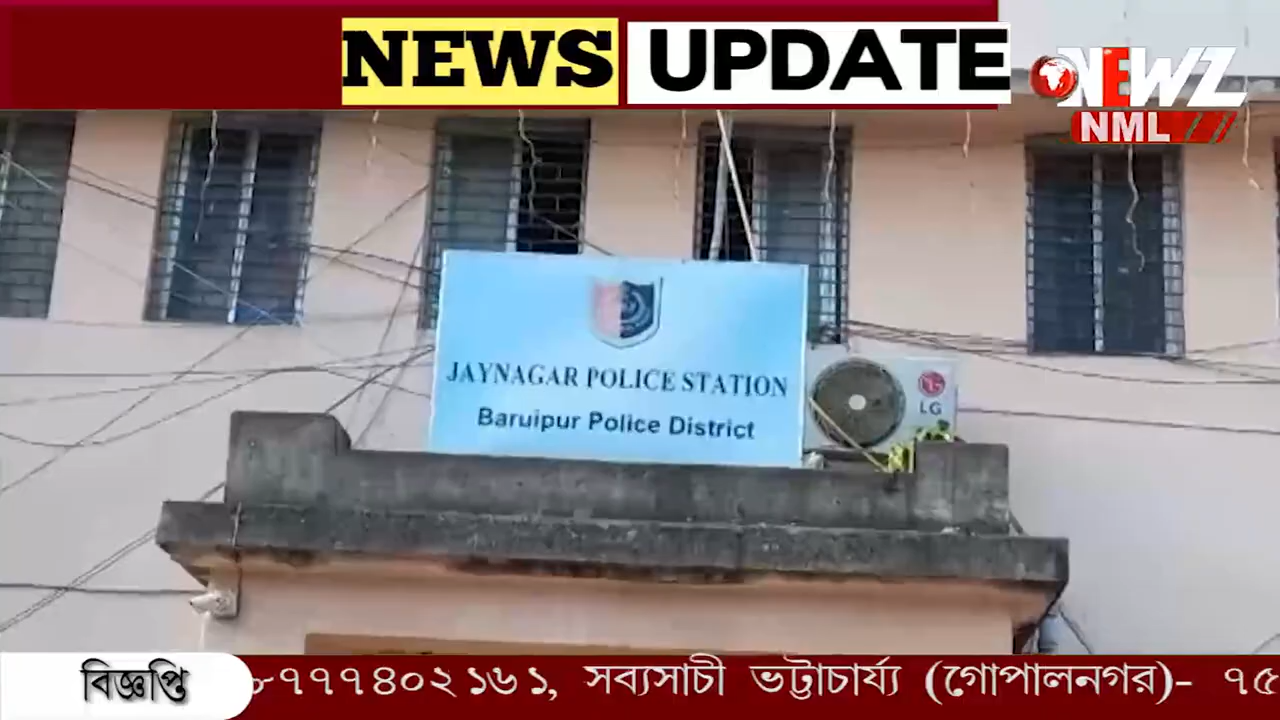 NEWS UPDATE
NEWZ
NML
JAYNAGAR POLICE STATION
Baruipur Police District
LG
বিজ্ঞপ্তি
৮৭৭৭৪০২১৬১, সব্যসাচী ভট্টাচার্য্য (গোপালনগর)- ৭৫